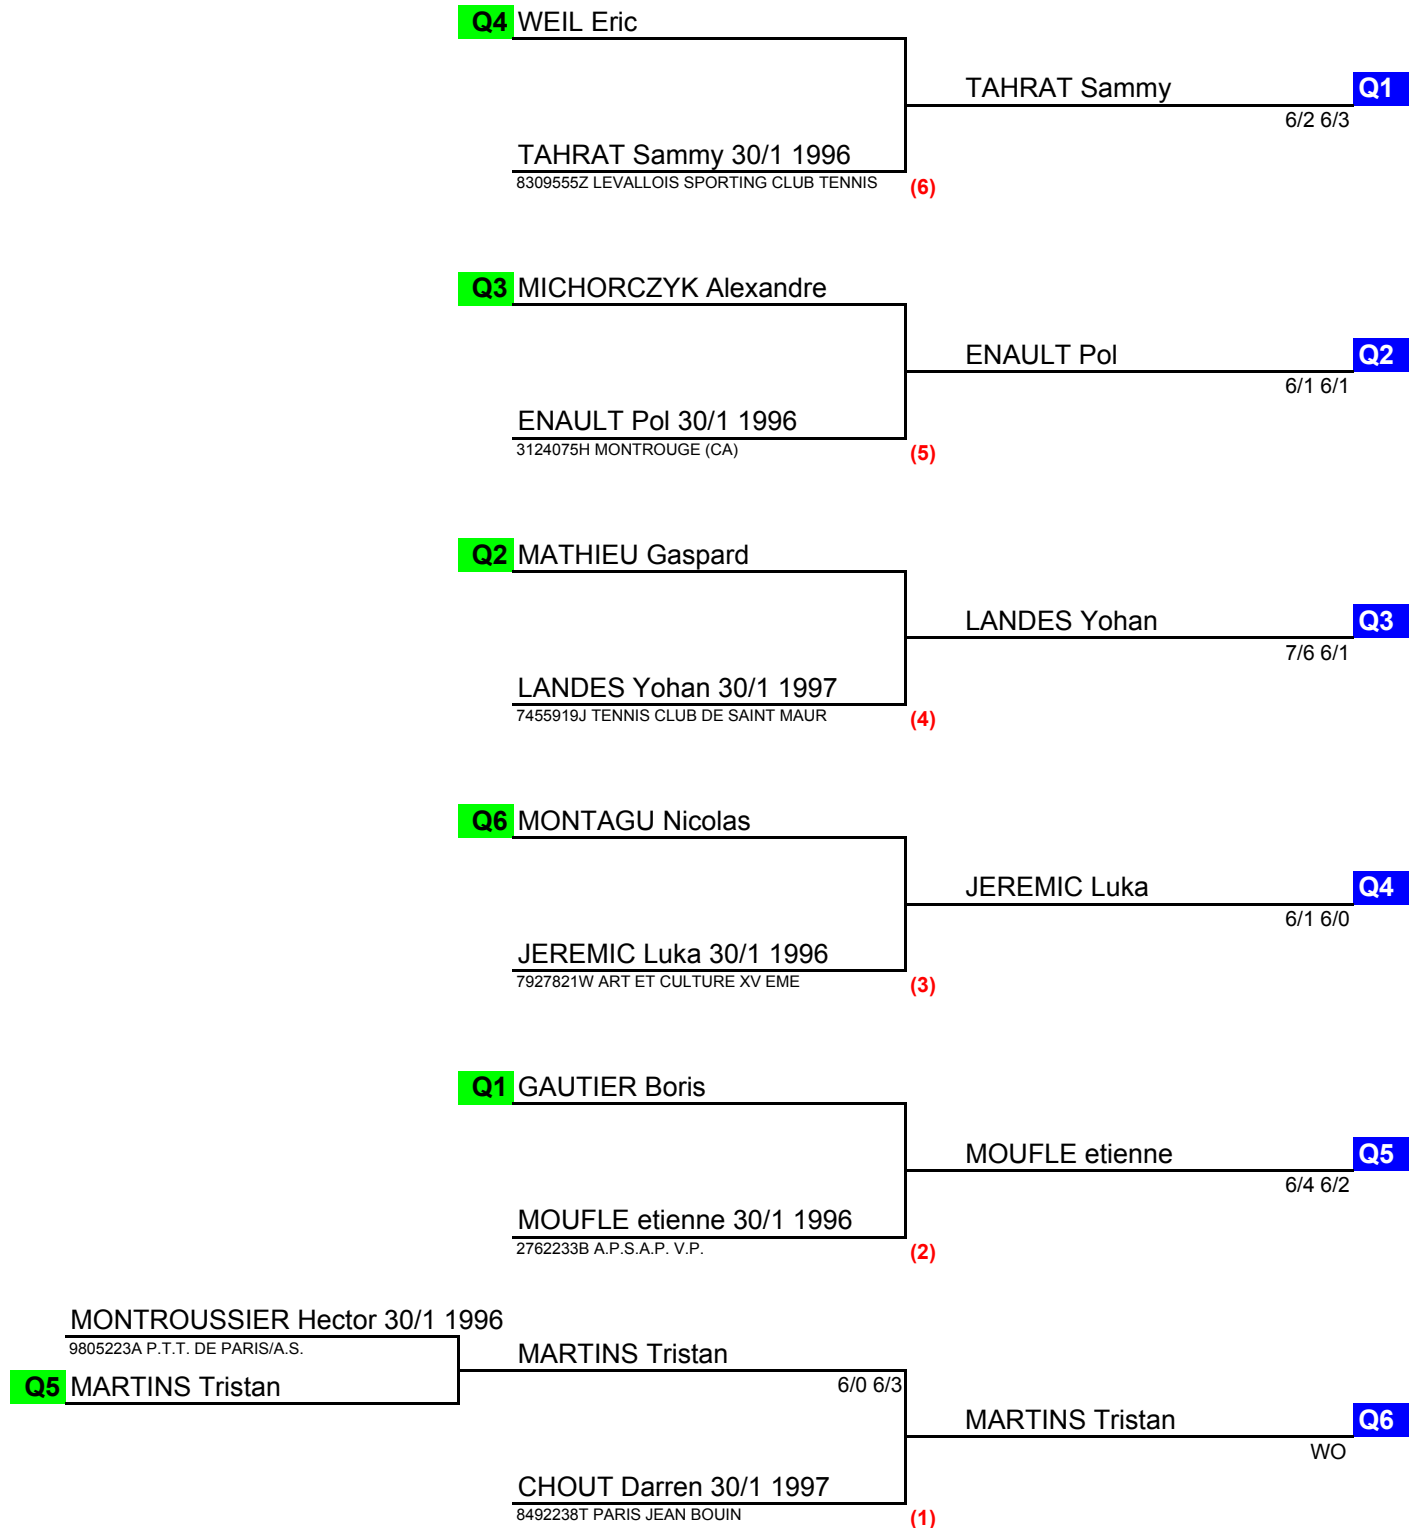 Q4 WEIL Eric
TAHRAT Sammy Q1
6/2 6/3
TAHRAT Sammy 30/1 1996
8309555Z LEVALLOIS SPORTING CLUB TENNIS (6)
Q3 MICHORCZYK Alexandre
ENAULT Pol Q2
6/1 6/1
ENAULT Pol 30/1 1996
3124075H MONTROUGE (CA) (5)
Q2 MATHIEU Gaspard
LANDES Yohan Q3
7/6 6/1
LANDES Yohan 30/1 1997
7455919J TENNIS CLUB DE SAINT MAUR (4)
Q6 MONTAGU Nicolas
JEREMIC Luka Q4
6/1 6/0
JEREMIC Luka 30/1 1996
7927821W ART ET CULTURE XV EME (3)
Q1 GAUTIER Boris
MOUFLE etienne Q5
6/4 6/2
MOUFLE etienne 30/1 1996
2762233B A.P.S.A.P. V.P. (2)
MONTROUSSIER Hector 30/1 1996
9805223A P.T.T. DE PARIS/A.S.
MARTINS Tristan
Q5 MARTINS Tristan
6/0 6/3
MARTINS Tristan Q6
WO
CHOUT Darren 30/1 1997
8492238T PARIS JEAN BOUIN (1)